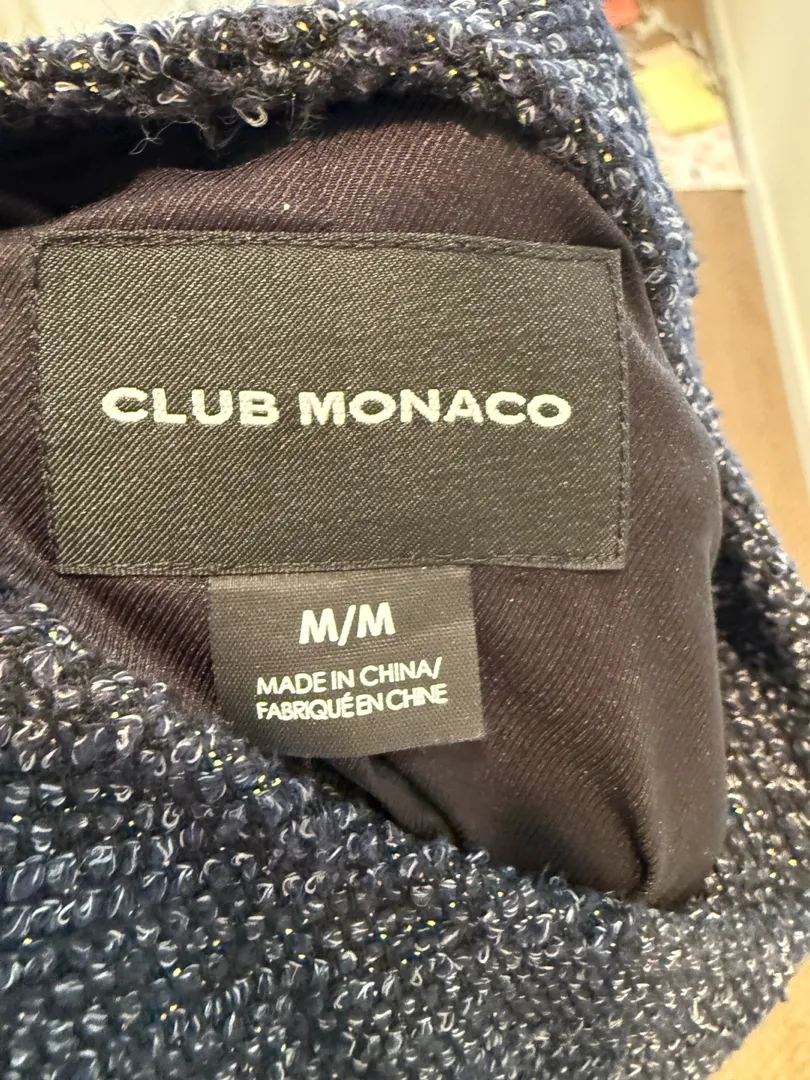 CLUB MONACO
M/M
MADE IN CHINA/
FABRIQUÉ EN CHINE